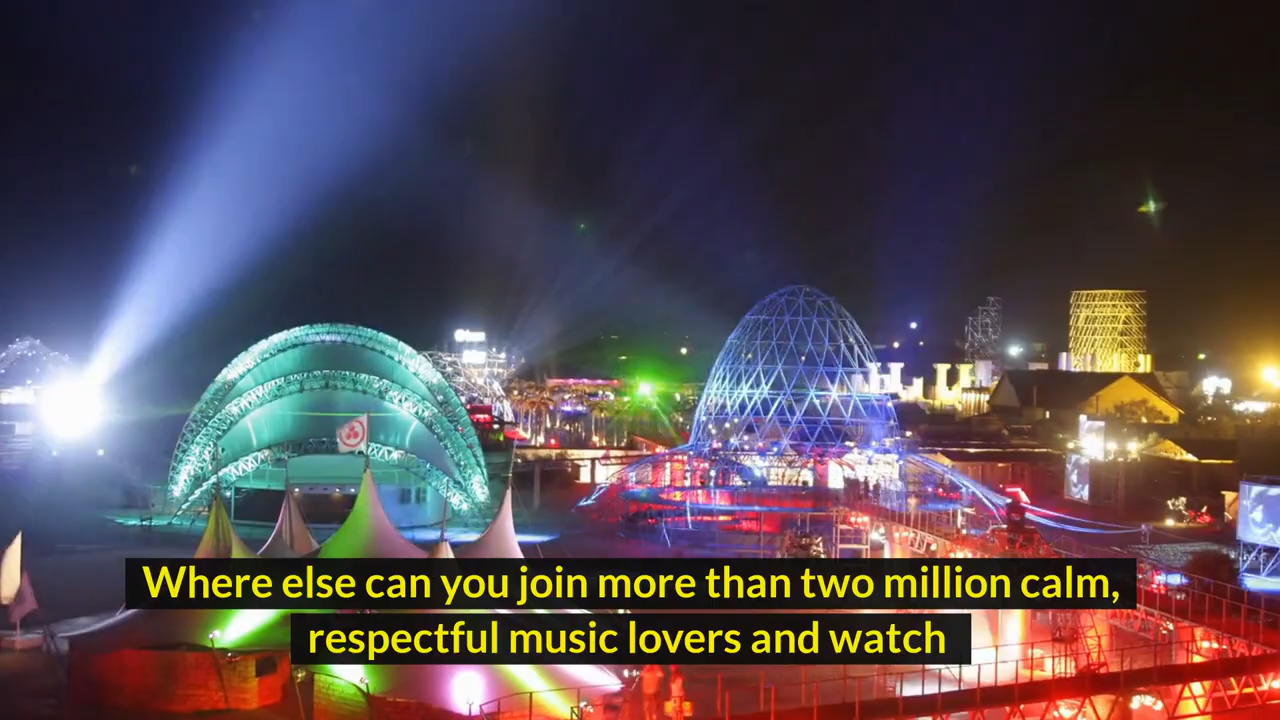 Where else can you join more than two million calm,
respectful music lovers and watch